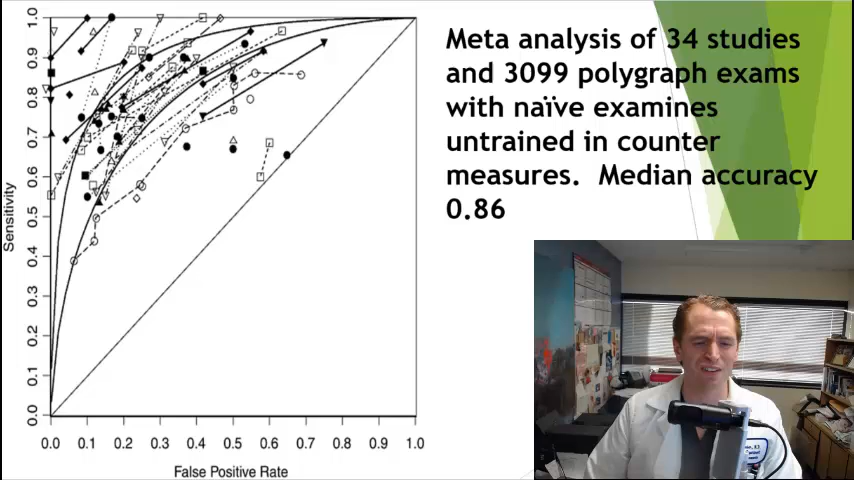 Meta analysis of 34 studies
and 3099 polygraph exams
with naïve examines
untrained in counter
measures.  Median accuracy
0.86
Sensitivity
1.0
0.9
0.8
0.7
0.6
0.5
0.4
0.3
0.2
0.1
0.0
0.0 0.1 0.2 0.3 0.4 0.5 0.6 0.7 0.8 0.9 1.0
False Positive Rate